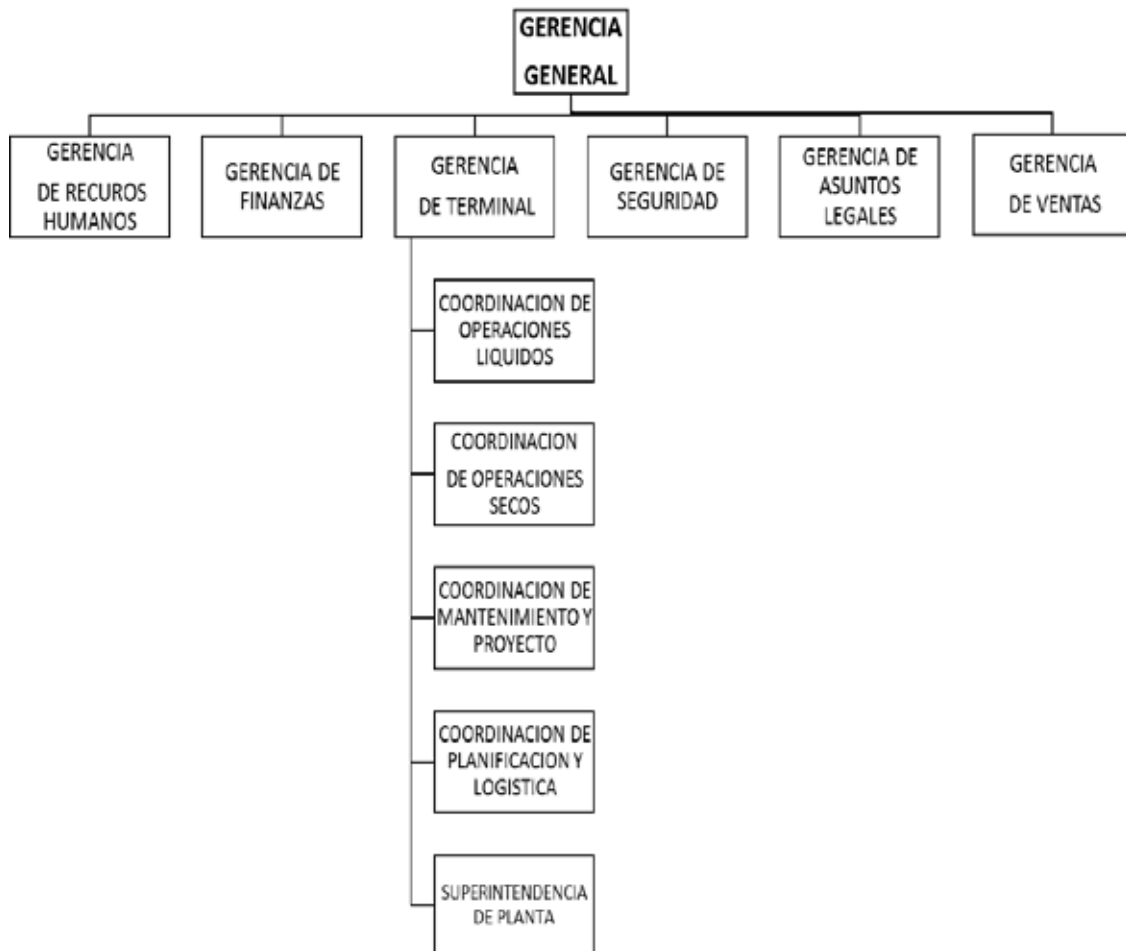 GERENCIA
GENERAL
GERENCIA
DE RECUROS
HUMANOS
GERENCIA DE
FINANZAS
GERENCIA
DE TERMINAL
GERENCIA DE
SEGURIDAD
GERENCIA DE
ASUNTOS
LEGALES
GERENCIA
DE VENTAS
COORDINACION DE
OPERACIONES
LIQUIDOS
COORDINACION
DE OPERACIONES
SECOS
COORDINACION DE
MANTENIMIENTO Y
PROYECTO
COORDINACION DE
PLANIFICACION Y
LOGISTICA
SUPERINTENDENCIA
DE PLANTA